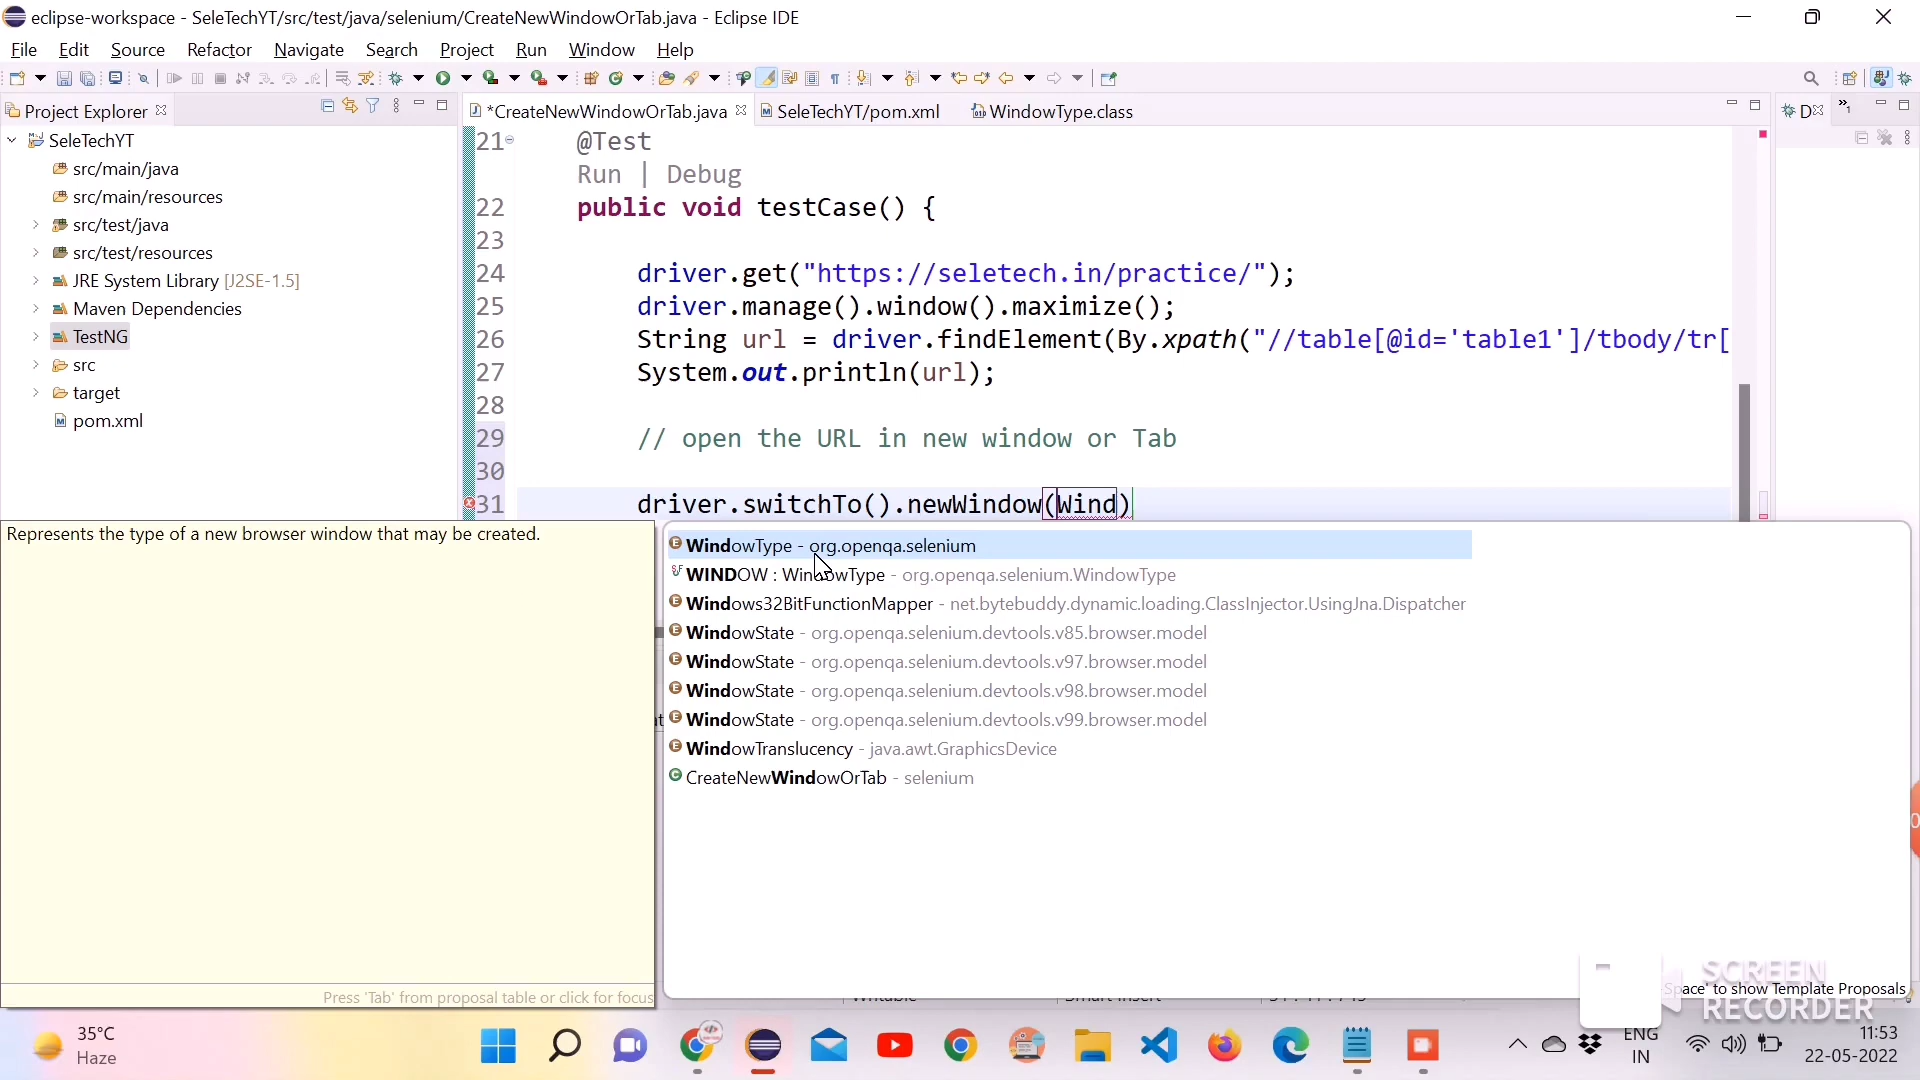 eclipse-workspace - SeleTechYT/src/test/java/selenium/CreateNewWindowOrTab.java - Eclipse IDE
File Edit Source Refactor Navigate Search Project Run Window Help
Project Explorer
*CreateNewWindowOrTab.java SeleTechYT/pom.xml WindowType.class
SeleTechYT
src/main/java
src/main/resources
src/test/java
src/test/resources
JRE System Library [J2SE-1.5]
Maven Dependencies
TestNG
src
target
pom.xml
21 @Test
Run | Debug
22 public void testCase() {
23
24 driver.get("https://seletech.in/practice/");
25 driver.manage().window().maximize();
26 String url = driver.findElement(By.xpath("//table[@id='table1']/tbody/tr[
27 System.out.println(url);
28
29 // open the URL in new window or Tab
30
31 driver.switchTo().newWindow(Wind)
Represents the type of a new browser window that may be created.
Press 'Tab' from proposal table or click for focus
WindowType - org.openqa.selenium
WINDOW : WindowType - org.openqa.selenium.WindowType
Windows32BitFunctionMapper - net.bytebuddy.dynamic.loading.ClassInjector.UsingJna.Dispatcher
WindowState - org.openqa.selenium.devtools.v85.browser.model
WindowState - org.openqa.selenium.devtools.v97.browser.model
WindowState - org.openqa.selenium.devtools.v98.browser.model
WindowState - org.openqa.selenium.devtools.v99.browser.model
WindowTranslucency - java.awt.GraphicsDevice
CreateNewWindowOrTab - selenium
Space' to show Template Proposals
SCREEN
RECORDER
35°C
Haze
ENG
IN
11:53
22-05-2022